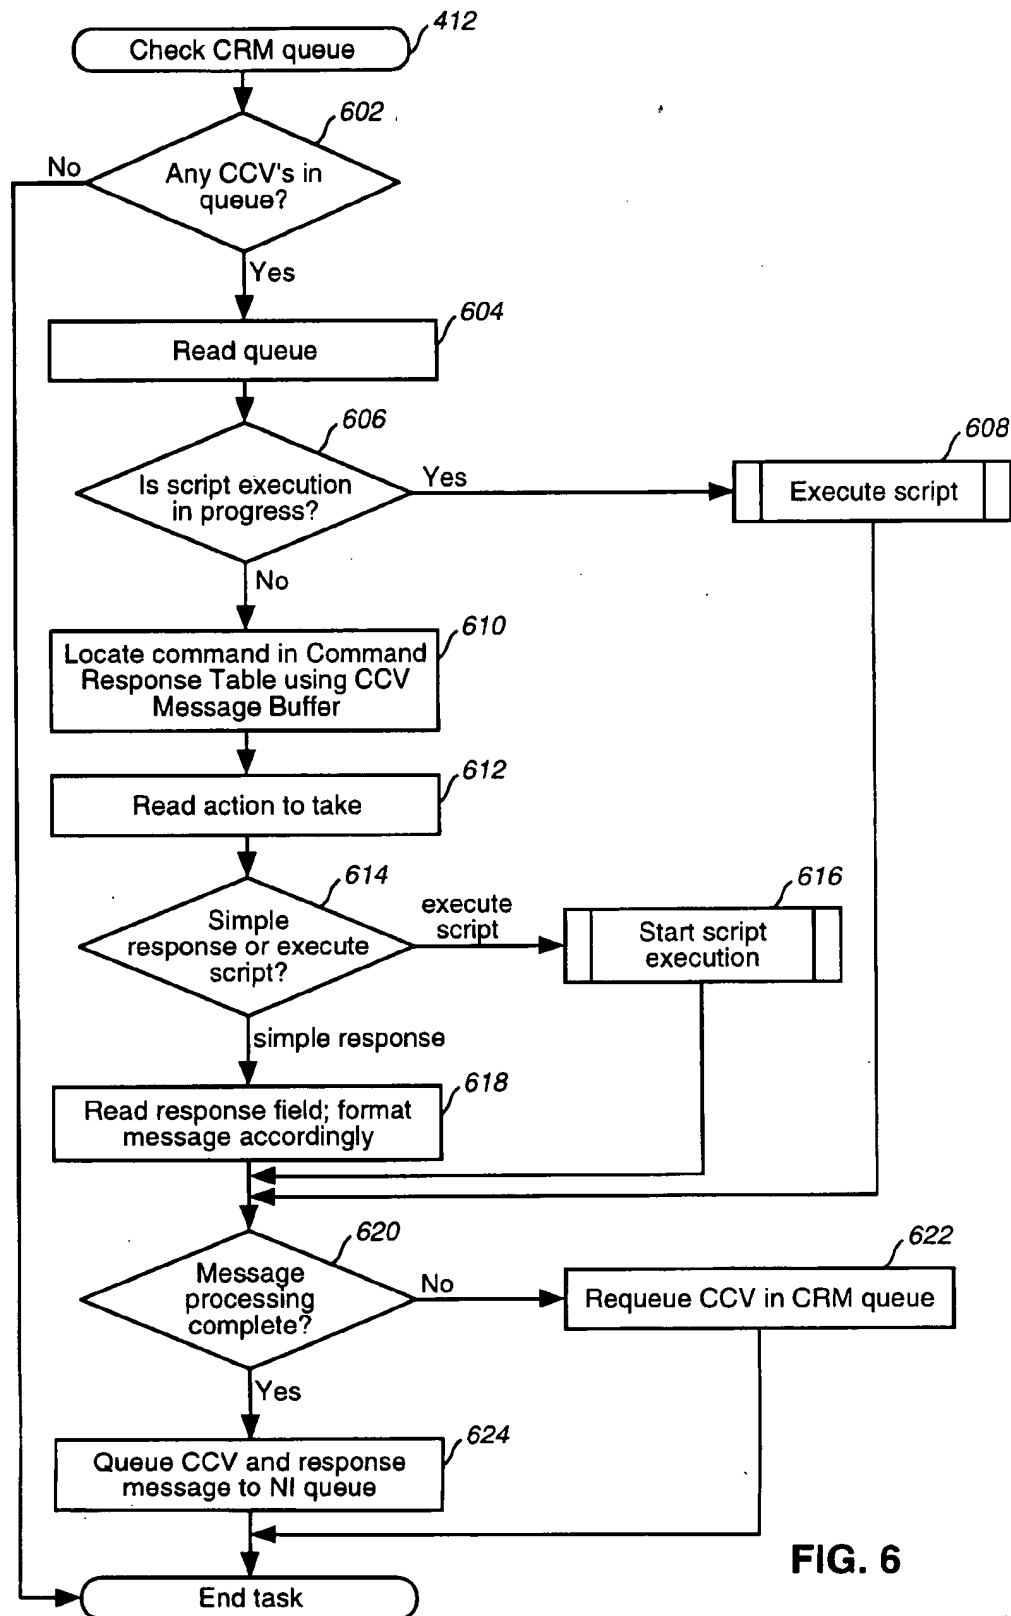 Check CRM queue
412
602
No
Any CCV's in
queue?
Yes
604
Read queue
606
Is script execution
in progress?
Yes
608
Execute script
No
610
Locate command in Command
Response Table using CCV
Message Buffer
612
Read action to take
614
Simple
response or execute
script?
execute
script
616
Start script
execution
simple response
618
Read response field; format
message accordingly
620
Message
processing
complete?
No
622
Requeue CCV in CRM queue
Yes
624
Queue CCV and response
message to NI queue
End task
FIG. 6